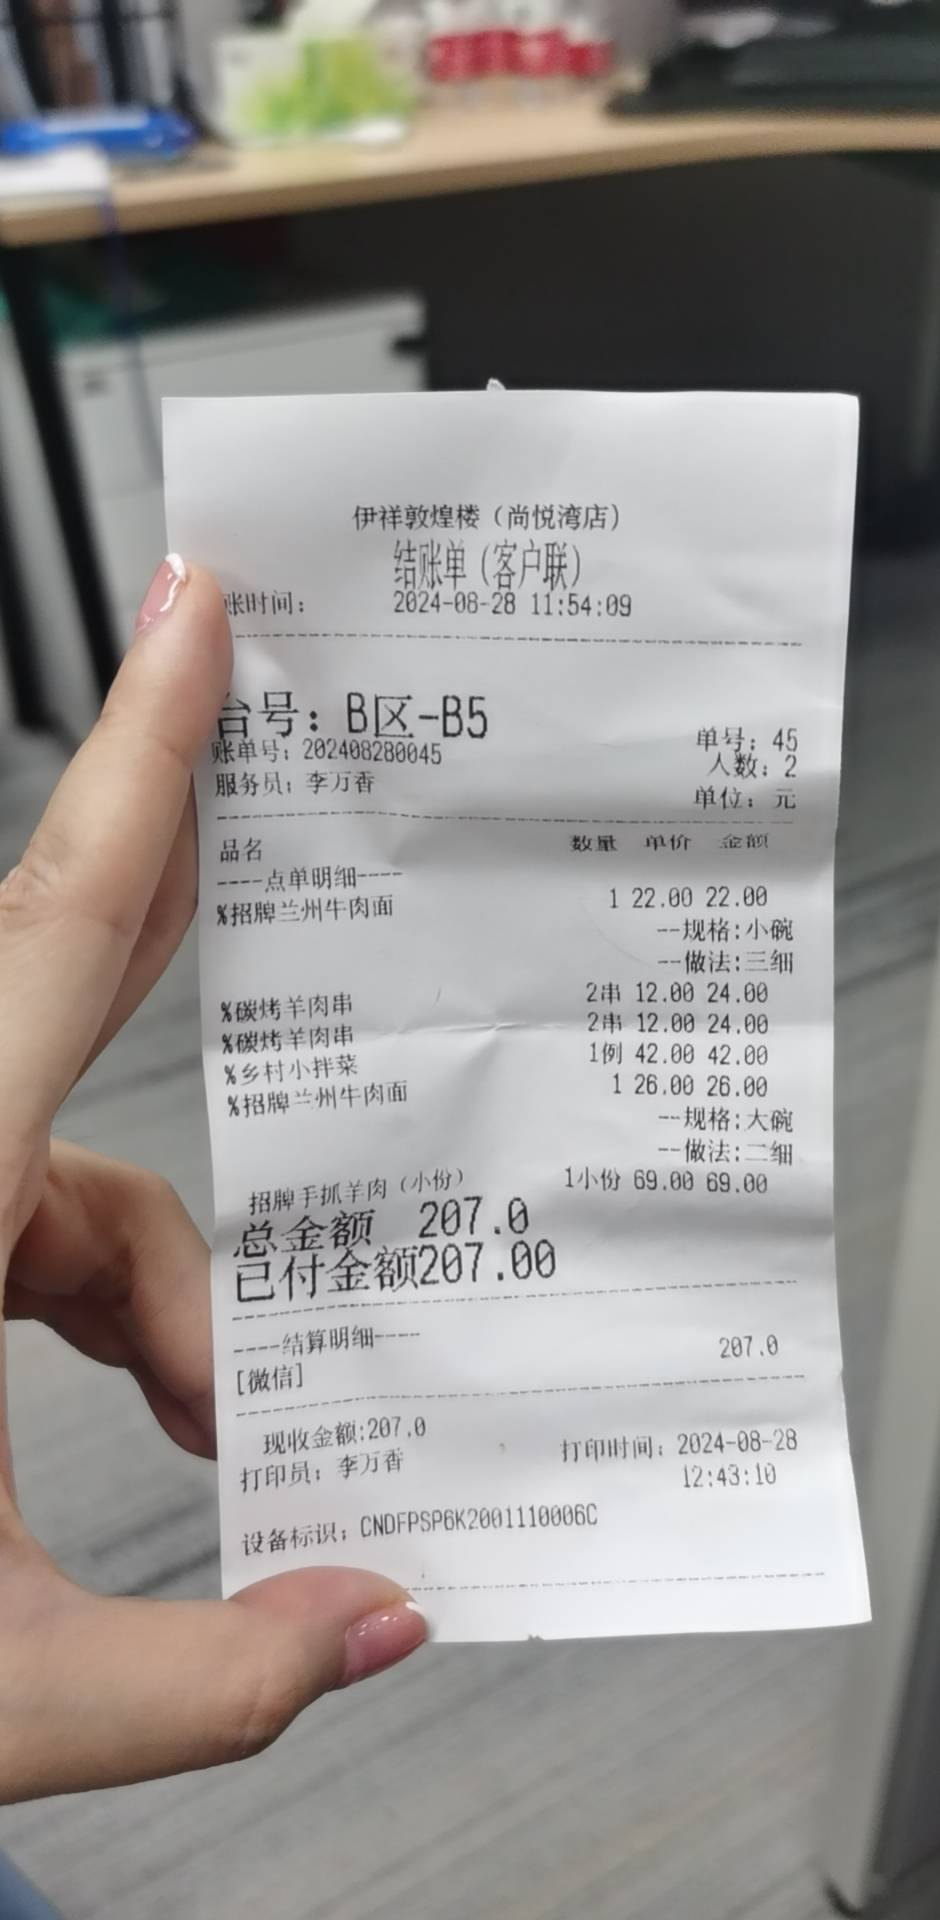 伊祥敦煌楼（尚悦湾店）
结账单（客户联）
账时间： 2024-08-28 11:54:09
台号：B区-B5
单号：45
账单号：202408280045
人数：2
服务员：李万香
单位：元
品名 数量 单价 金额
----点单明细----
%招牌兰州牛肉面 1 22.00 22.00
--规格:小碗
--做法:三细
%碳烤羊肉串 2串 12.00 24.00
%碳烤羊肉串 2串 12.00 24.00
%乡村小拌菜 1例 42.00 42.00
%招牌兰州牛肉面 1 26.00 26.00
--规格:大碗
--做法:二细
招牌手抓羊肉（小份） 1小份 69.00 69.00
总金额 207.0
已付金额207.00
----结算明细----
[微信] 207.0
现收金额:207.0
打印员：李万香 打印时间：2024-08-28
12:43:10
设备标识：CNDFPSP6K2001110006C